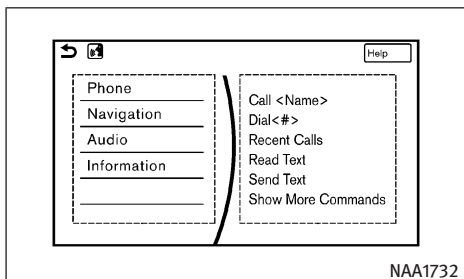 Help
Phone
Navigation
Audio
Information
Call <Name>
Dial<#>
Recent Calls
Read Text
Send Text
Show More Commands
NAA1732